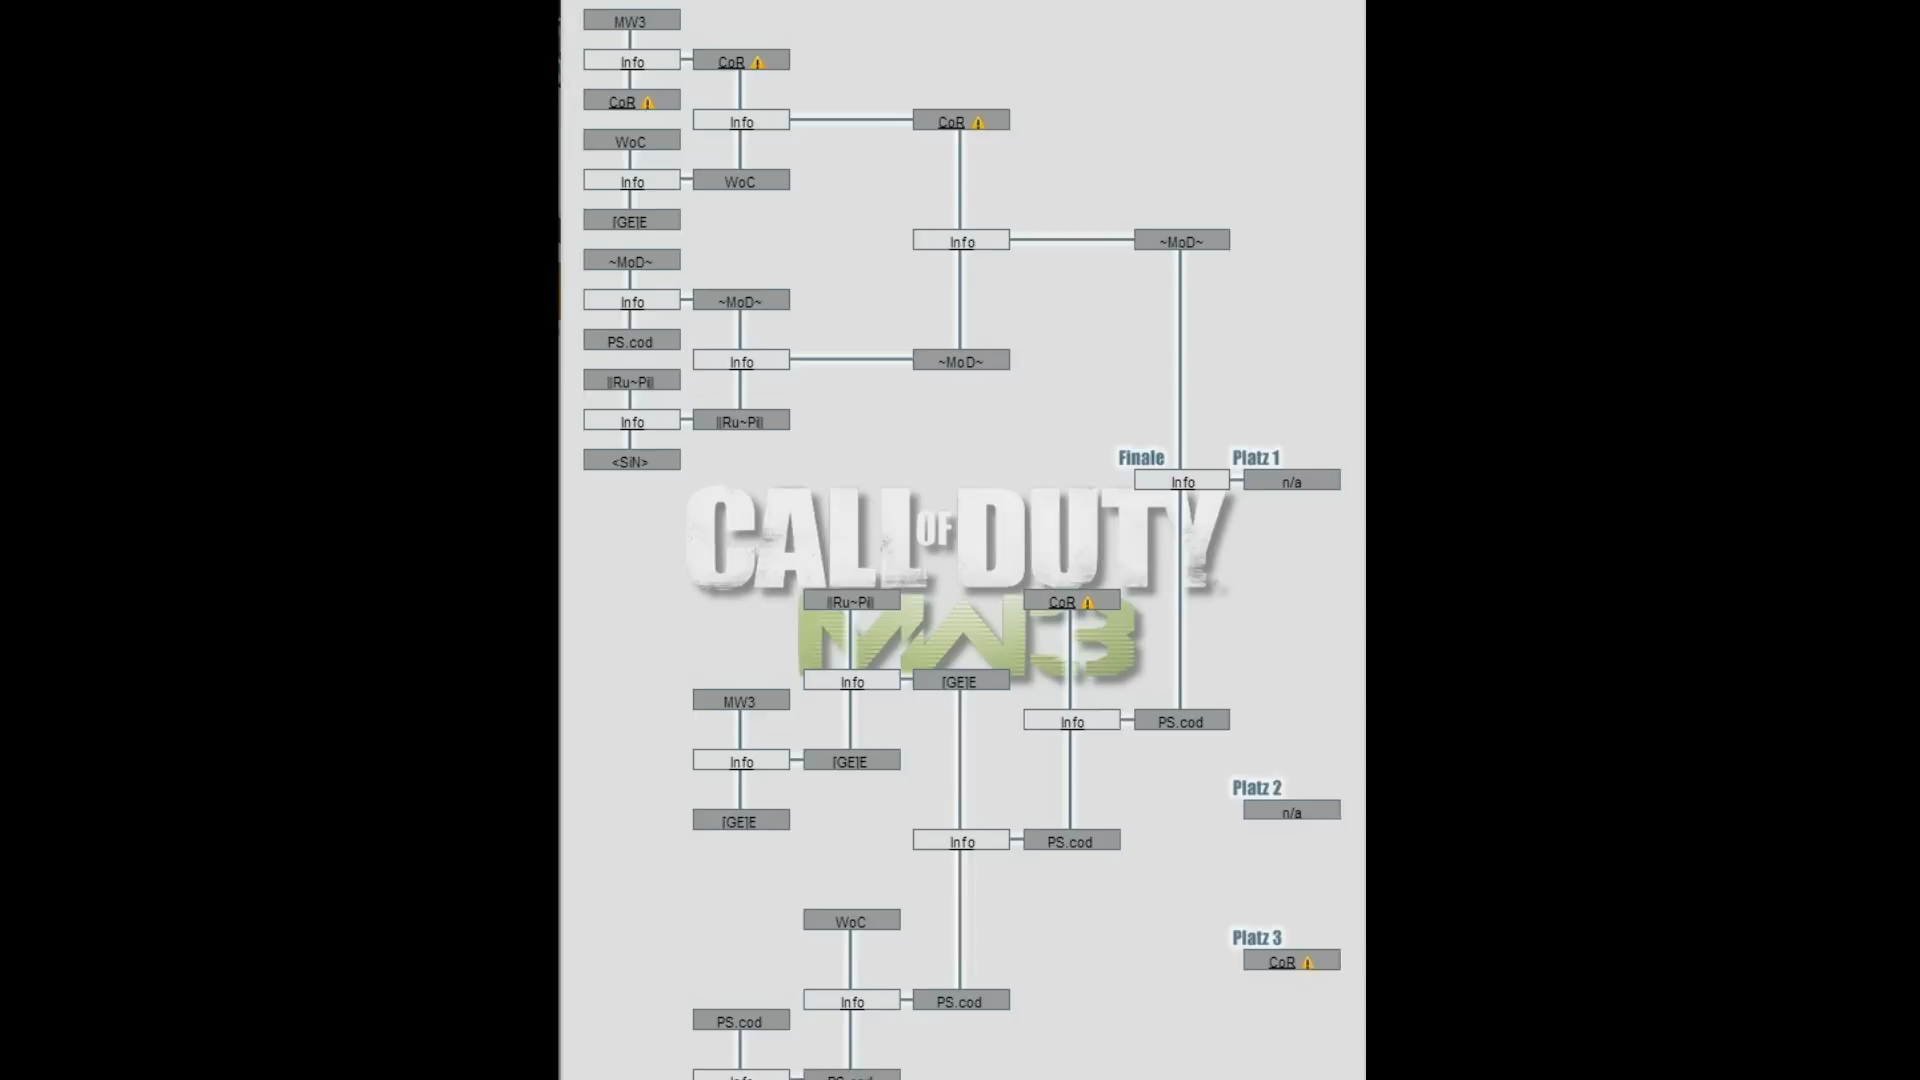 MW3
Info
CoR
CoR
Info
CoR
WoC
Info
WoC
[GE]E
Info
~MoD~
~MoD~
Info
~MoD~
PS.cod
Info
~MoD~
||Ru~Pi||
Info
||Ru~Pi||
<SiN>
Finale
Platz 1
Info
n/a
CALL OF DUTY
MW3
||Ru~Pi||
CoR
Info
[GE]E
MW3
Info
PS.cod
Info
[GE]E
Platz 2
n/a
[GE]E
Info
PS.cod
WoC
Platz 3
CoR
Info
PS.cod
PS.cod